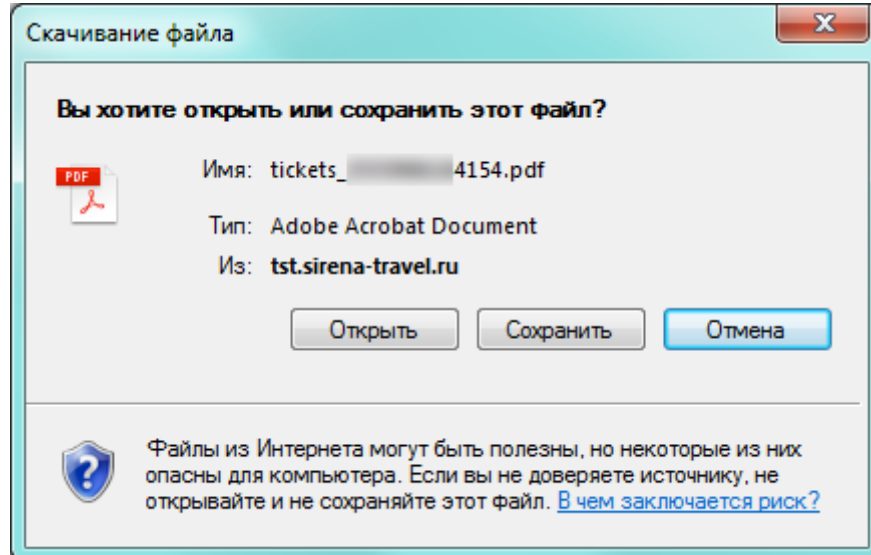 Скачивание файла
Вы хотите открыть или сохранить этот файл?
PDF
Имя: tickets_ 4154.pdf
Тип: Adobe Acrobat Document
Из: tst.sirena-travel.ru
Открыть Сохранить Отмена
Файлы из Интернета могут быть полезны, но некоторые из них
опасны для компьютера. Если вы не доверяете источнику, не
открывайте и не сохраняйте этот файл. В чем заключается риск?